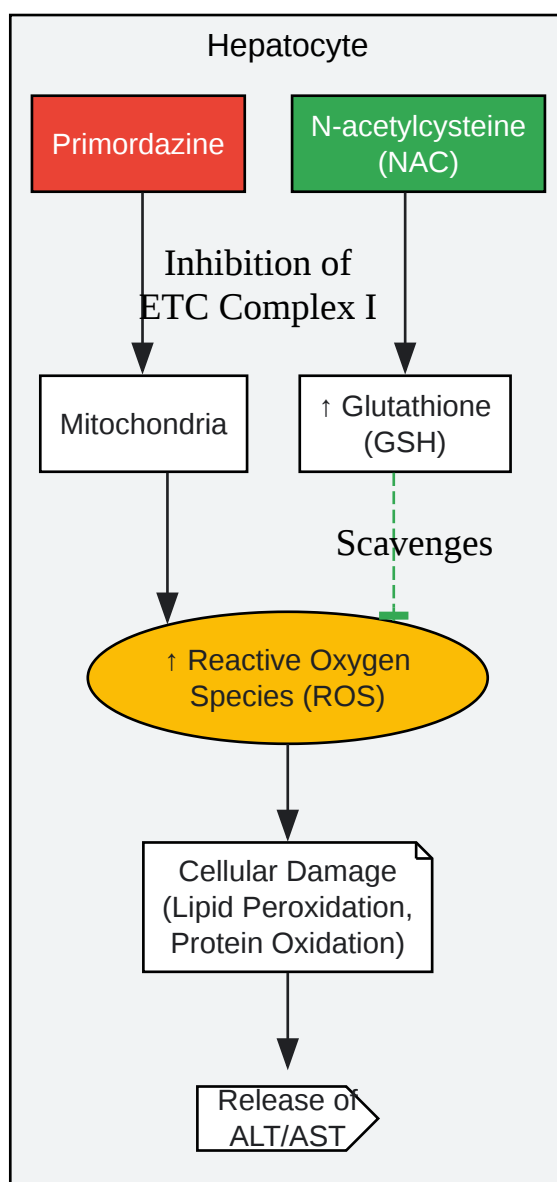 Hepatocyte
Primordazine
N-acetylcysteine
(NAC)
Inhibition of
ETC Complex I
Mitochondria
↑ Glutathione
(GSH)
Scavenges
↑ Reactive Oxygen
Species (ROS)
Cellular Damage
(Lipid Peroxidation,
Protein Oxidation)
Release of
ALT/AST